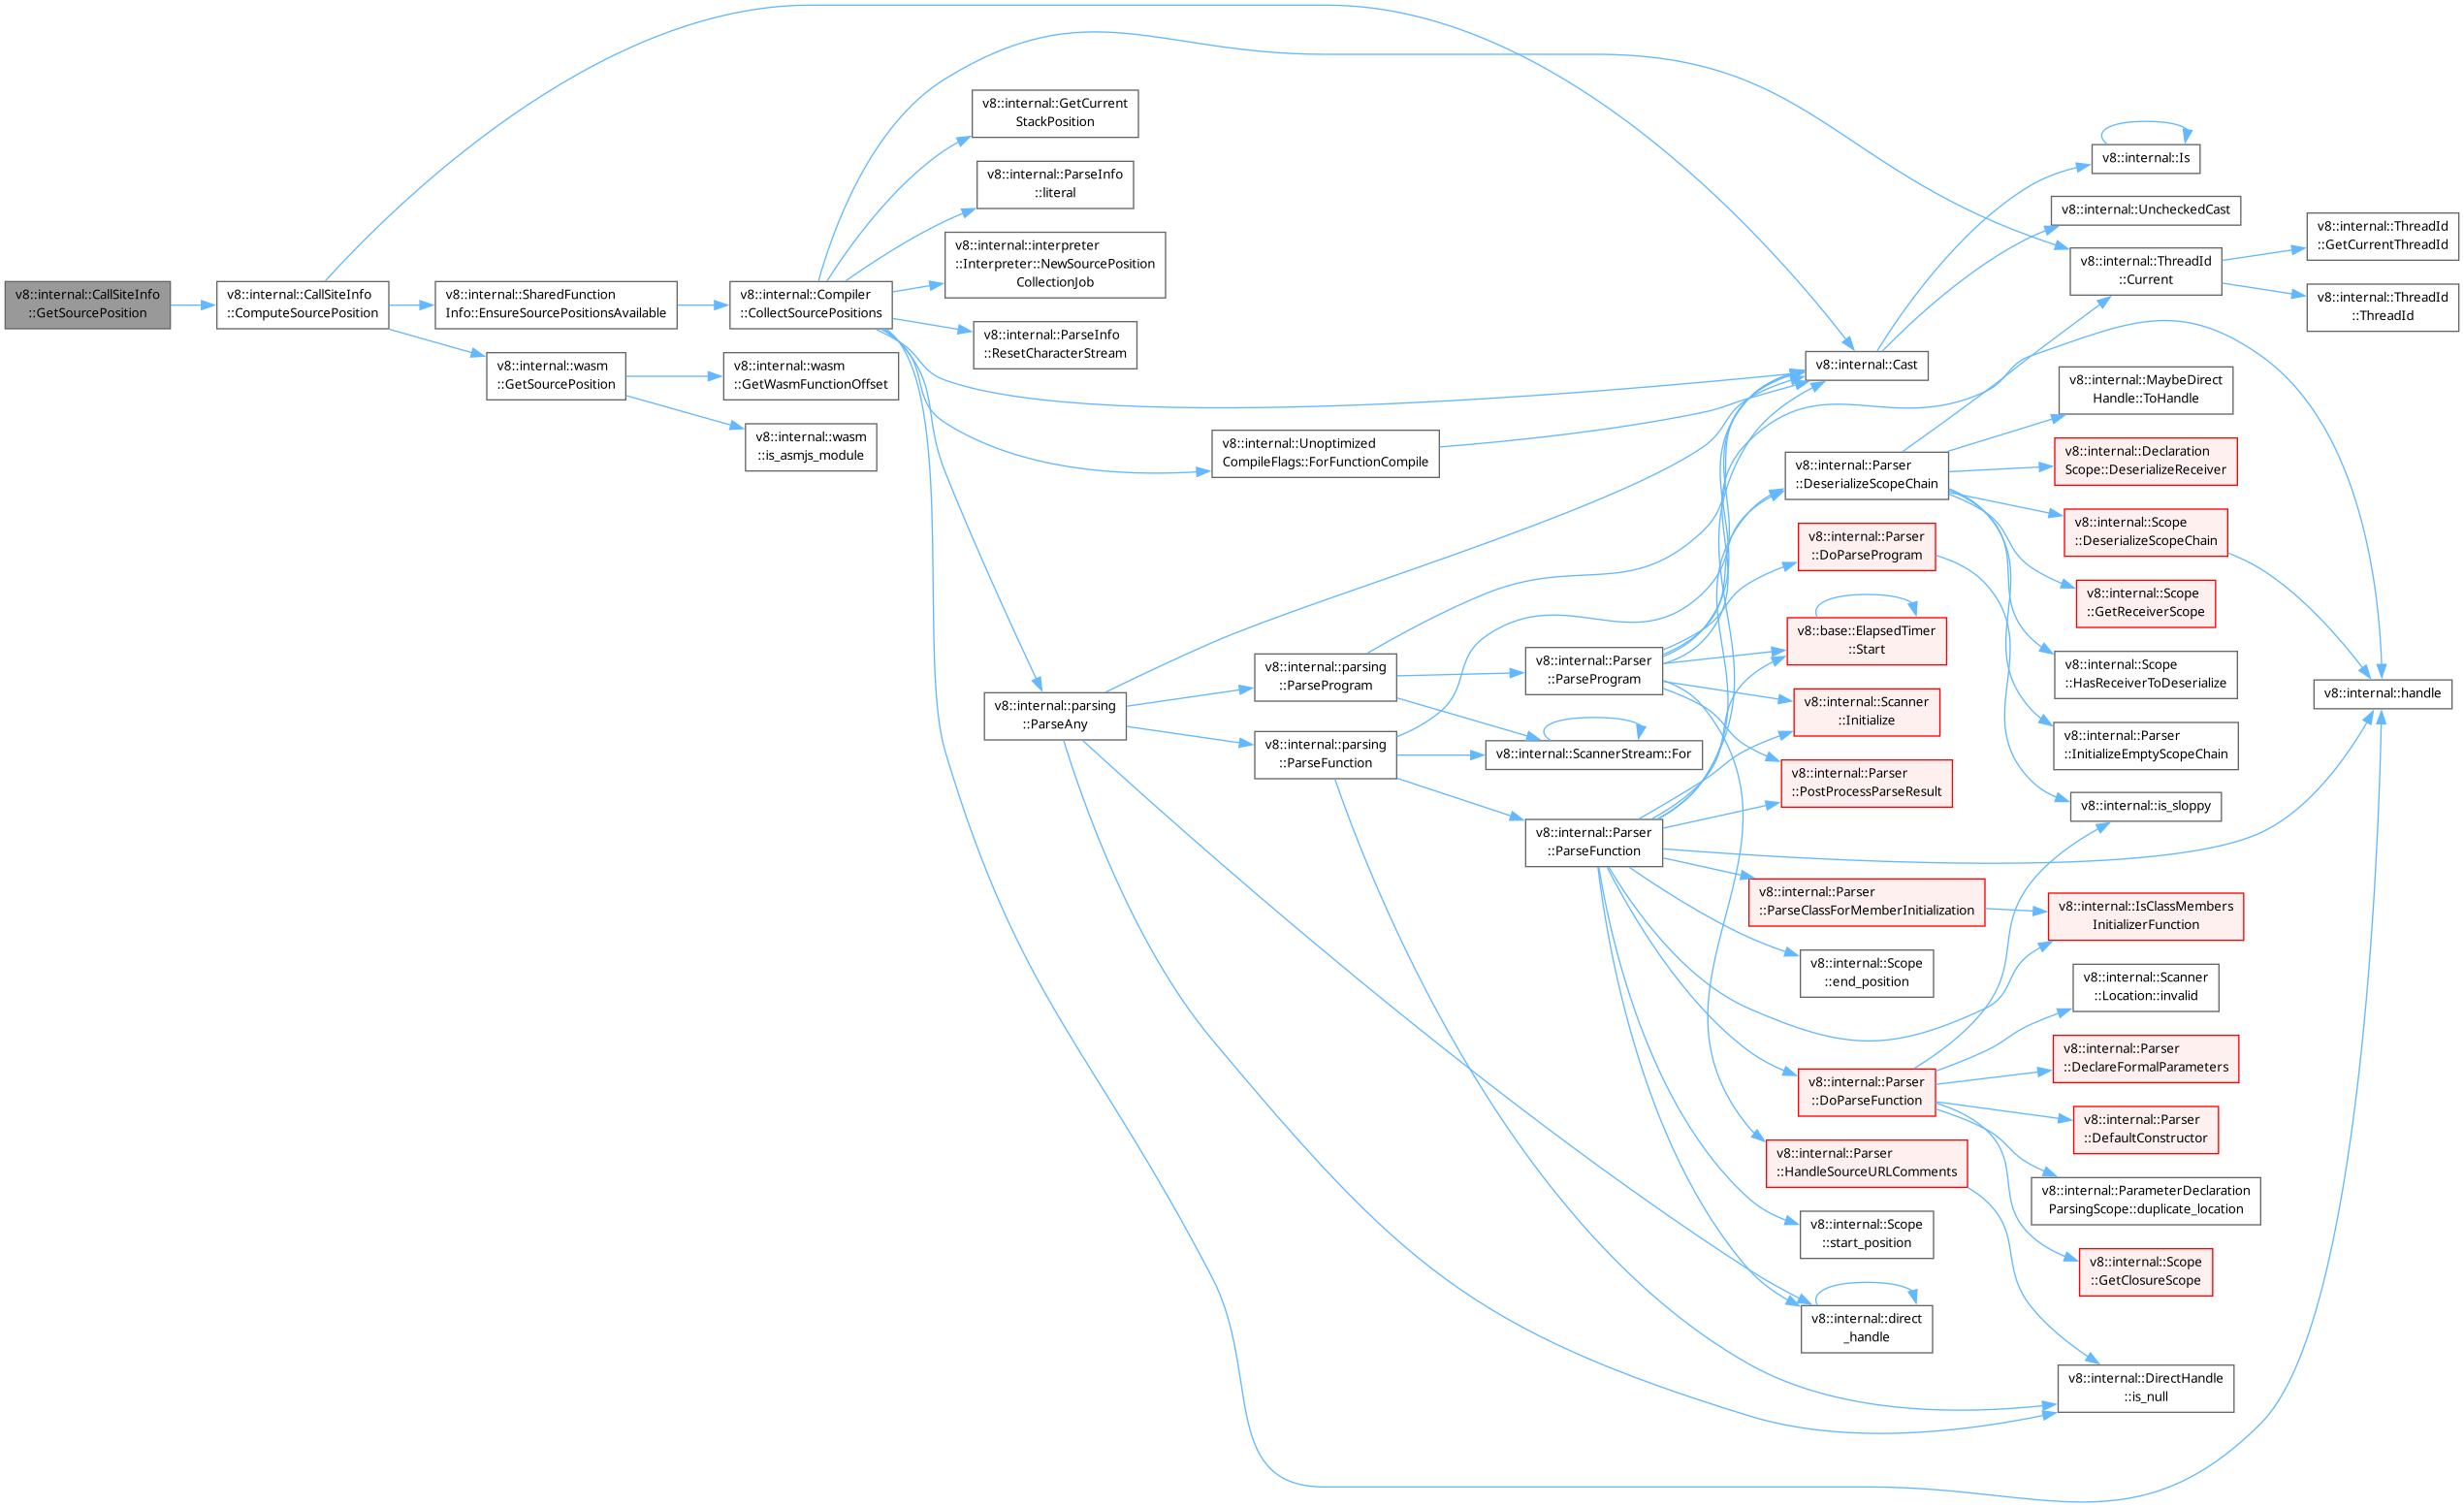 v8::internal::CallSiteInfo
::GetSourcePosition
v8::internal::CallSiteInfo
::ComputeSourcePosition
v8::internal::SharedFunction
Info::EnsureSourcePositionsAvailable
v8::internal::wasm
::GetSourcePosition
v8::internal::Compiler
::CollectSourcePositions
v8::internal::wasm
::GetWasmFunctionOffset
v8::internal::wasm
::is_asmjs_module
v8::internal::GetCurrent
StackPosition
v8::internal::ParseInfo
::literal
v8::internal::interpreter
::Interpreter::NewSourcePosition
CollectionJob
v8::internal::ParseInfo
::ResetCharacterStream
v8::internal::Unoptimized
CompileFlags::ForFunctionCompile
v8::internal::parsing
::ParseAny
v8::internal::parsing
::ParseProgram
v8::internal::parsing
::ParseFunction
v8::internal::Parser
::ParseProgram
v8::internal::ScannerStream::For
v8::internal::Parser
::ParseFunction
v8::internal::Cast
v8::internal::Parser
::DeserializeScopeChain
v8::internal::Parser
::DoParseProgram
v8::base::ElapsedTimer
::Start
v8::internal::Scanner
::Initialize
v8::internal::Parser
::PostProcessParseResult
v8::internal::Parser
::ParseClassForMemberInitialization
v8::internal::Scope
::end_position
v8::internal::Parser
::DoParseFunction
v8::internal::Parser
::HandleSourceURLComments
v8::internal::Scope
::start_position
v8::internal::direct
_handle
v8::internal::Is
v8::internal::UncheckedCast
v8::internal::ThreadId
::Current
v8::internal::MaybeDirect
Handle::ToHandle
v8::internal::Declaration
Scope::DeserializeReceiver
v8::internal::Scope
::DeserializeScopeChain
v8::internal::Scope
::GetReceiverScope
v8::internal::Scope
::HasReceiverToDeserialize
v8::internal::Parser
::InitializeEmptyScopeChain
v8::internal::is_sloppy
v8::internal::IsClassMembers
InitializerFunction
v8::internal::Scanner
::Location::invalid
v8::internal::Parser
::DeclareFormalParameters
v8::internal::Parser
::DefaultConstructor
v8::internal::ParameterDeclaration
ParsingScope::duplicate_location
v8::internal::Scope
::GetClosureScope
v8::internal::DirectHandle
::is_null
v8::internal::ThreadId
::GetCurrentThreadId
v8::internal::ThreadId
::ThreadId
v8::internal::handle